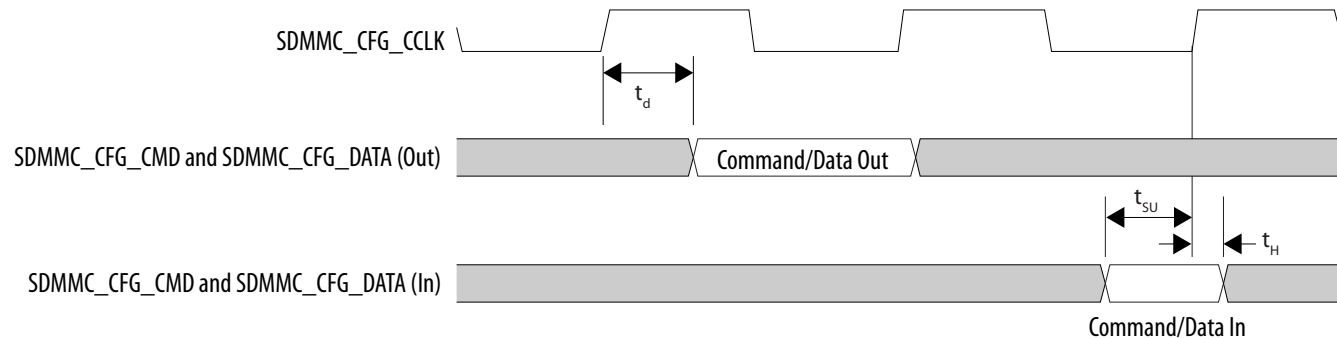 SDMMC_CFG_CCLK
t_d
SDMMC_CFG_CMD and SDMMC_CFG_DATA (Out)
Command/Data Out
t_SU
t_H
SDMMC_CFG_CMD and SDMMC_CFG_DATA (In)
Command/Data In